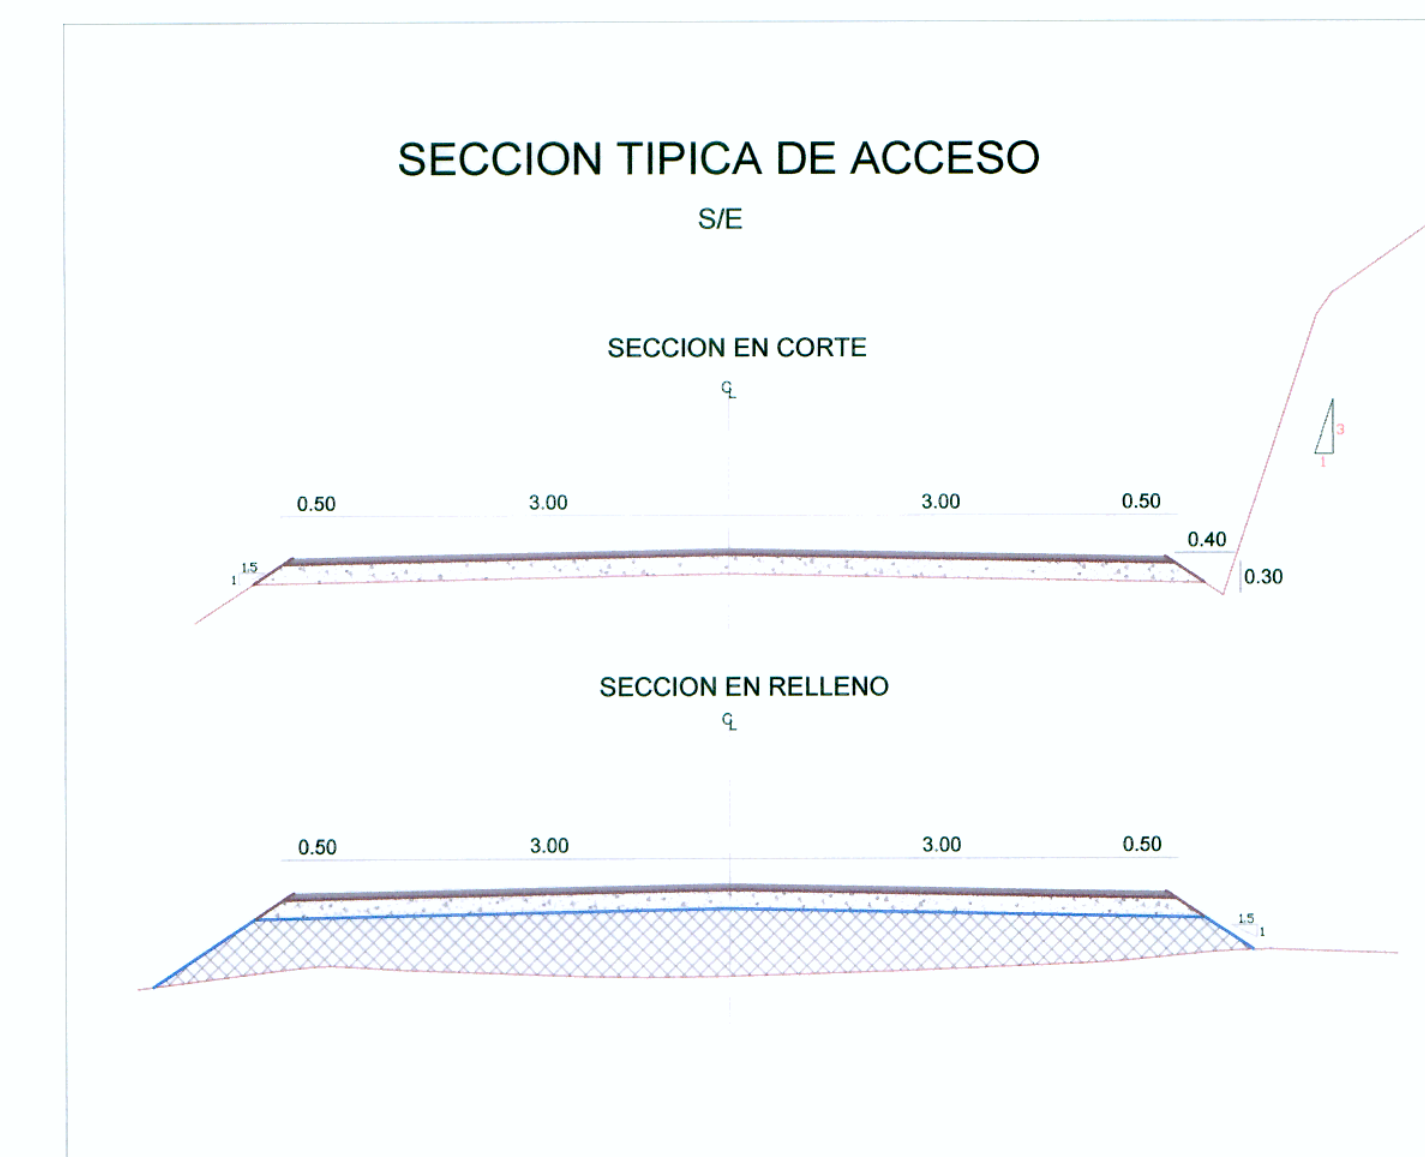 SECCION TIPICA DE ACCESO
S/E
SECCION EN CORTE
℄
3
1
0.50 3.00 3.00 0.50
0.40
1.5
1
0.30
SECCION EN RELLENO
℄
0.50 3.00 3.00 0.50
1.5
1